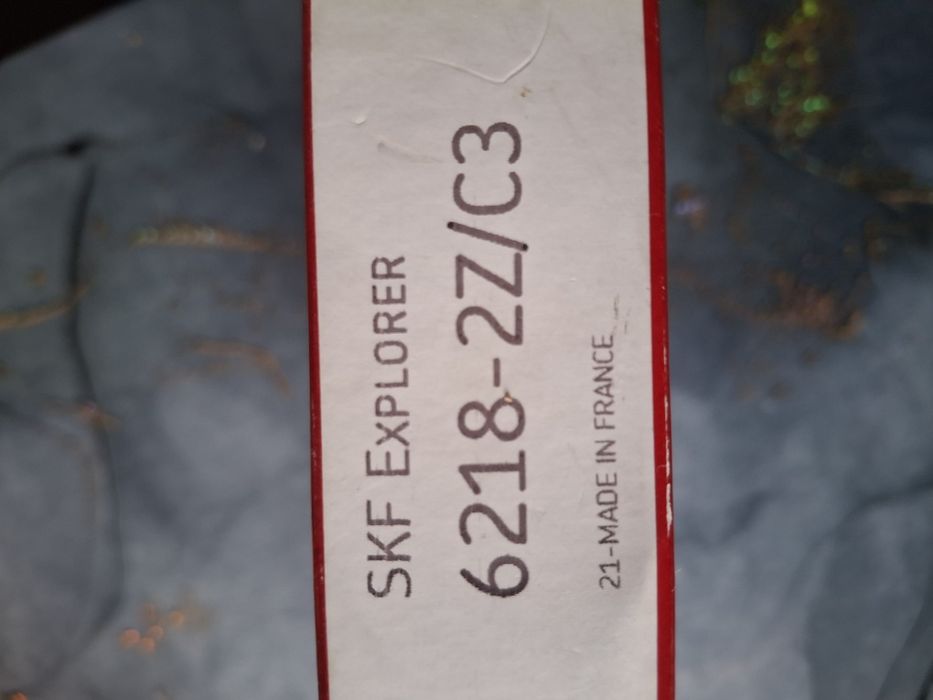 SKF EXPLORER
6218-2Z/C3
21-MADE IN FRANCE